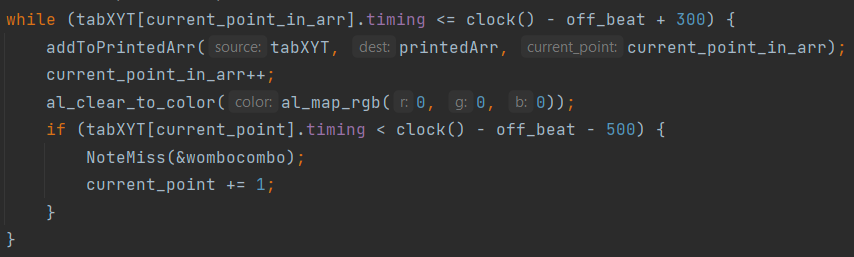 while (tabXYT[current_point_in_arr].timing <= clock() - off_beat + 300) {
    addToPrintedArr( source: tabXYT, dest: printedArr, current_point: current_point_in_arr);
    current_point_in_arr++;
    al_clear_to_color( color: al_map_rgb( r: 0, g: 0, b: 0));
    if (tabXYT[current_point].timing < clock() - off_beat - 500) {
        NoteMiss(&wombocombo);
        current_point += 1;
    }
}